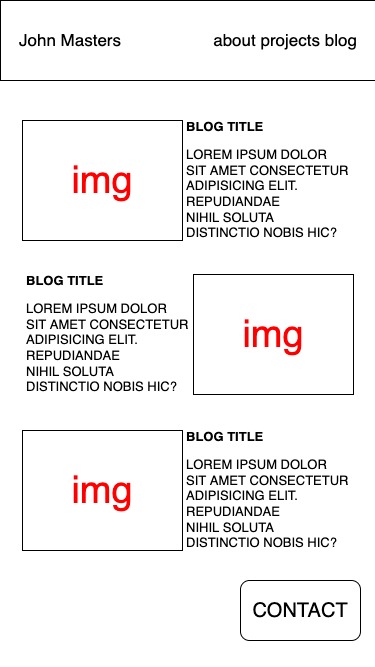 John Masters
about projects blog
img
BLOG TITLE
LOREM IPSUM DOLOR
SIT AMET CONSECTETUR
ADIPISICING ELIT.
REPUDIANDAE
NIHIL SOLUTA
DISTINCTIO NOBIS HIC?
BLOG TITLE
LOREM IPSUM DOLOR
SIT AMET CONSECTETUR
ADIPISICING ELIT.
REPUDIANDAE
NIHIL SOLUTA
DISTINCTIO NOBIS HIC?
img
img
BLOG TITLE
LOREM IPSUM DOLOR
SIT AMET CONSECTETUR
ADIPISICING ELIT.
REPUDIANDAE
NIHIL SOLUTA
DISTINCTIO NOBIS HIC?
CONTACT